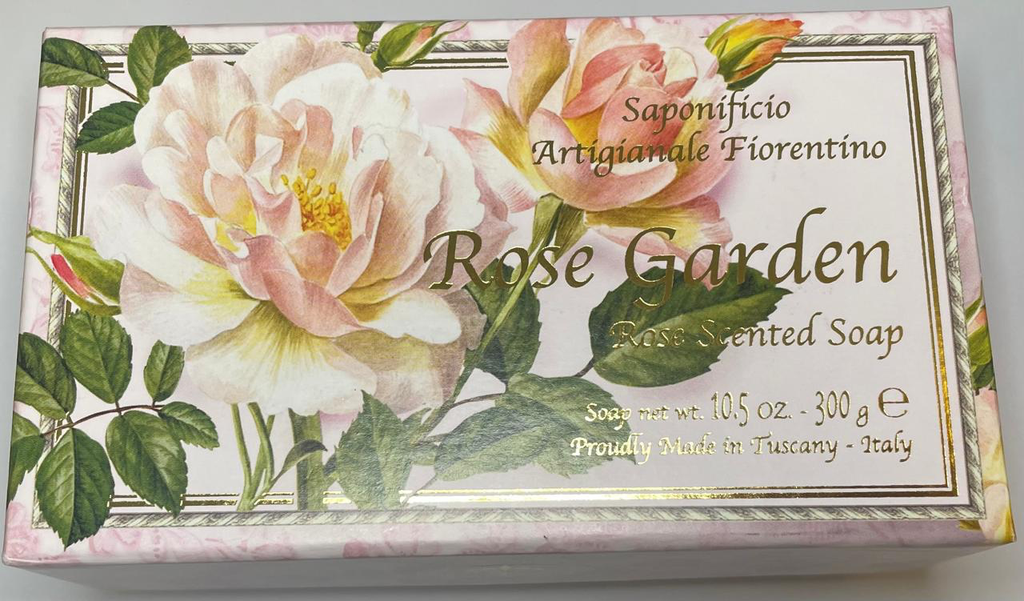 Saponificio
Artigianale Fiorentino
Rose Garden
Rose Scented Soap
Soap net wt. 10.5 oz. - 300 g ℮
Proudly Made in Tuscany - Italy